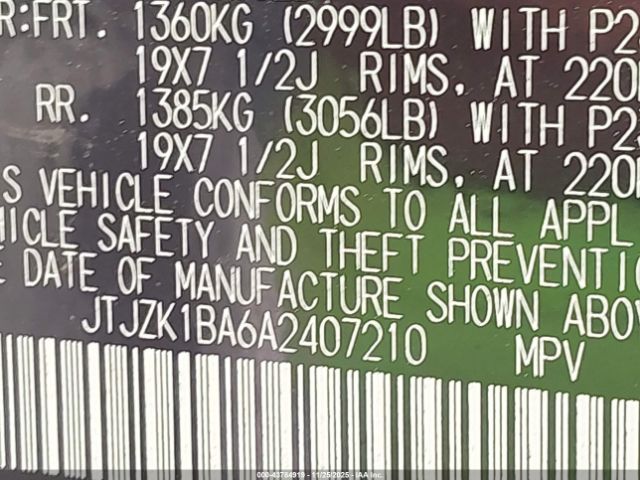 R:FRT. 1360KG (2999LB) WITH P2
19X7 1/2J RIMS, AT 220
RR. 1385KG (3056LB) WITH P2
19X7 1/2J RIMS, AT 220
S VEHICLE CONFORMS TO ALL APPL
HICLE SAFETY AND THEFT PREVENTI
E DATE OF MANUFACTURE SHOWN ABO
JTJZK1BA6A2407210 MPV
000-43784919 - 11/25/2025 - IAA Inc.